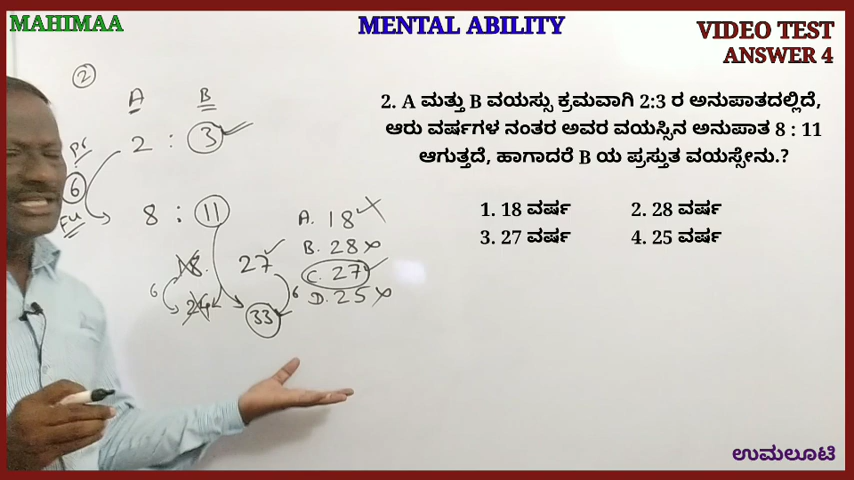 MAHIMAA
MENTAL ABILITY
VIDEO TEST
ANSWER 4
2. A ಮತ್ತು B ವಯಸ್ಸು ಕ್ರಮವಾಗಿ 2:3 ರ ಅನುಪಾತದಲ್ಲಿದೆ,
ಆರು ವರ್ಷಗಳ ನಂತರ ಅವರ ವಯಸ್ಸಿನ ಅನುಪಾತ 8 : 11
ಆಗುತ್ತದೆ, ಹಾಗಾದರೆ B ಯ ಪ್ರಸ್ತುತ ವಯಸ್ಸೇನು.?
1. 18 ವರ್ಷ 2. 28 ವರ್ಷ
3. 27 ವರ್ಷ 4. 25 ವರ್ಷ
2
A B
Pr 2 : 3
6
Fu 8 : 11
A. 18
B. 28
18. 27
C. 27
6 24 6
D. 25
33
ಉಮಲೂಟಿ